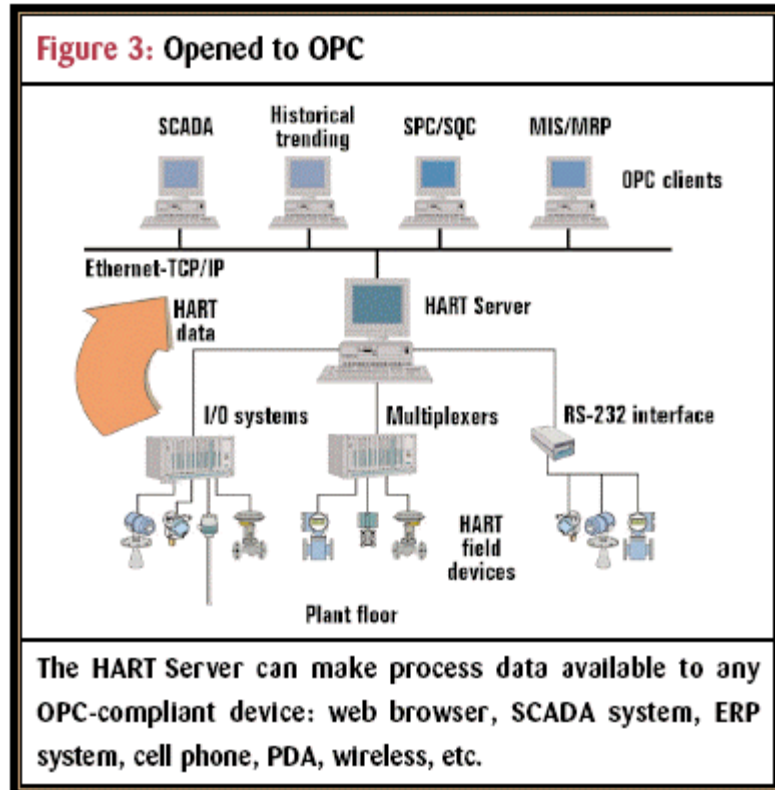 Figure 3: Opened to OPC
SCADA
Historical
trending
SPC/SQC
MIS/MRP
OPC clients
Ethernet-TCP/IP
HART
data
HART Server
I/O systems
Multiplexers
RS-232 interface
HART
field
devices
Plant floor
The HART Server can make process data available to any
OPC-compliant device: web browser, SCADA system, ERP
system, cell phone, PDA, wireless, etc.